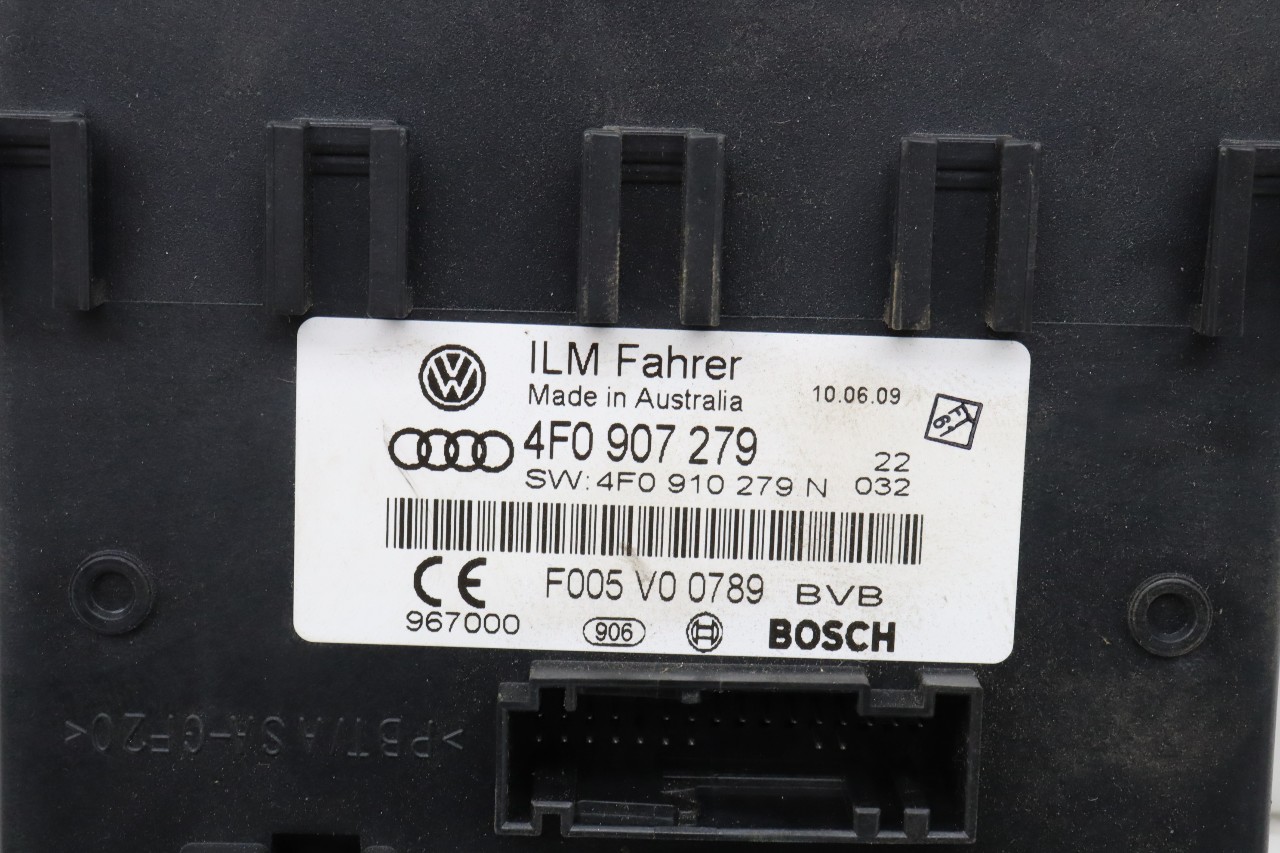 ILM Fahrer
Made in Australia
10.06.09
4F0 907 279
22
SW: 4F0 910 279 N 032
F005 V0 0789 BVB
CE
967000
906
BOSCH
>PBT/ASA-GF20<